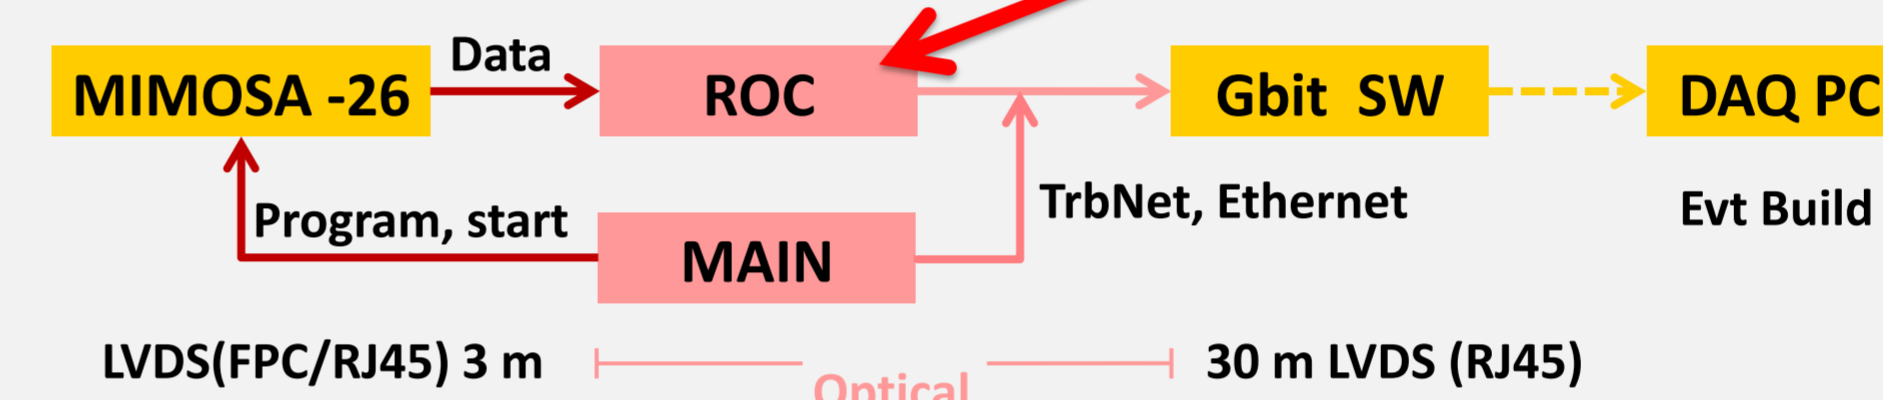 Data
MIMOSA -26
ROC
Gbit SW
DAQ PC
Program, start
TrbNet, Ethernet
Evt Build
MAIN
LVDS(FPC/RJ45) 3 m
30 m LVDS (RJ45)
Optical